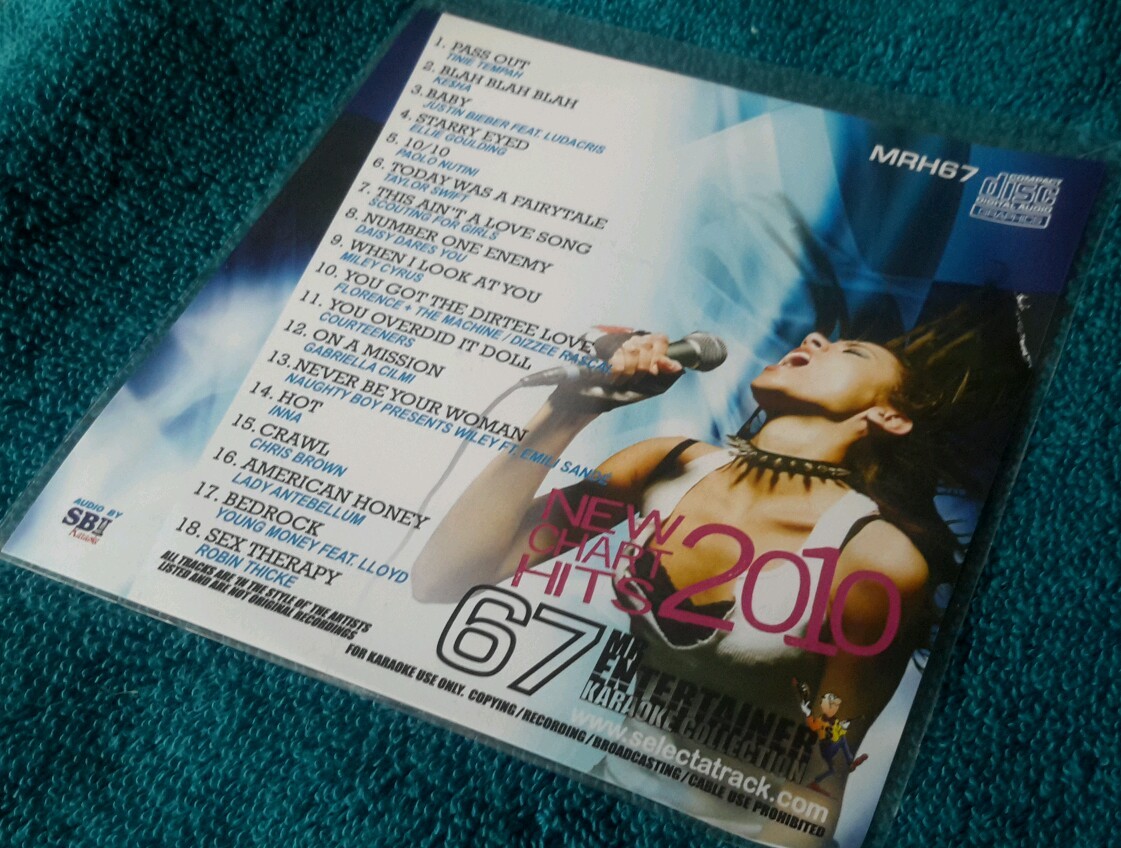 1. PASS OUT
TINIE TEMPAH
2. BLAH BLAH BLAH
KE$HA
3. BABY
JUSTIN BIEBER FEAT. LUDACRIS
4. STARRY EYED
ELLIE GOULDING
5. 10/10
PAOLO NUTINI
6. TODAY WAS A FAIRYTALE
TAYLOR SWIFT
7. THIS AIN'T A LOVE SONG
SCOUTING FOR GIRLS
8. NUMBER ONE ENEMY
DAISY DARES YOU
9. WHEN I LOOK AT YOU
MILEY CYRUS
10. YOU GOT THE DIRTEE LOVE
FLORENCE + THE MACHINE / DIZZEE RASCAL
11. YOU OVERDID IT DOLL
COURTEENERS
12. ON A MISSION
GABRIELLA CILMI
13. NEVER BE YOUR WOMAN
NAUGHTY BOY PRESENTS WILEY FT. EMILI SANDÉ
14. HOT
INNA
15. CRAWL
CHRIS BROWN
16. AMERICAN HONEY
LADY ANTEBELLUM
17. BEDROCK
YOUNG MONEY FEAT. LLOYD
18. SEX THERAPY
ROBIN THICKE
ALL TRACKS ARE IN THE STYLE OF THE ARTISTS
LISTED AND ARE NOT ORIGINAL RECORDINGS
AUDIO BY
SBI
Karaoke
MRH67
COMPACT
disc
DIGITAL AUDIO
GRAPHICS
NEW
CHART
HITS 2010
67
MR
ENTERTAINER
KARAOKE COLLECTION
www.selectatrack.com
FOR KARAOKE USE ONLY. COPYING / RECORDING / BROADCASTING / CABLE USE PROHIBITED